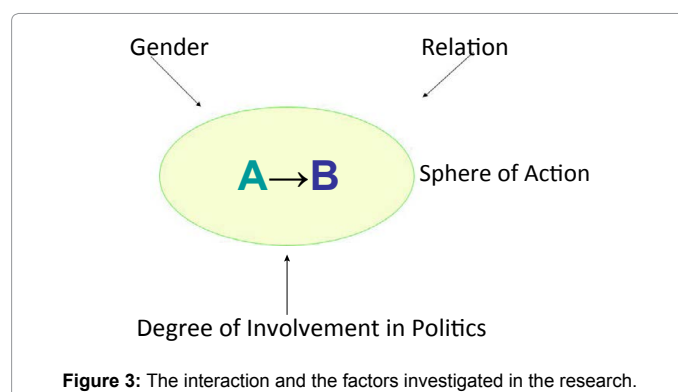 Gender
Relation
A→B
Sphere of Action
Degree of Involvement in Politics
Figure 3: The interaction and the factors investigated in the research.